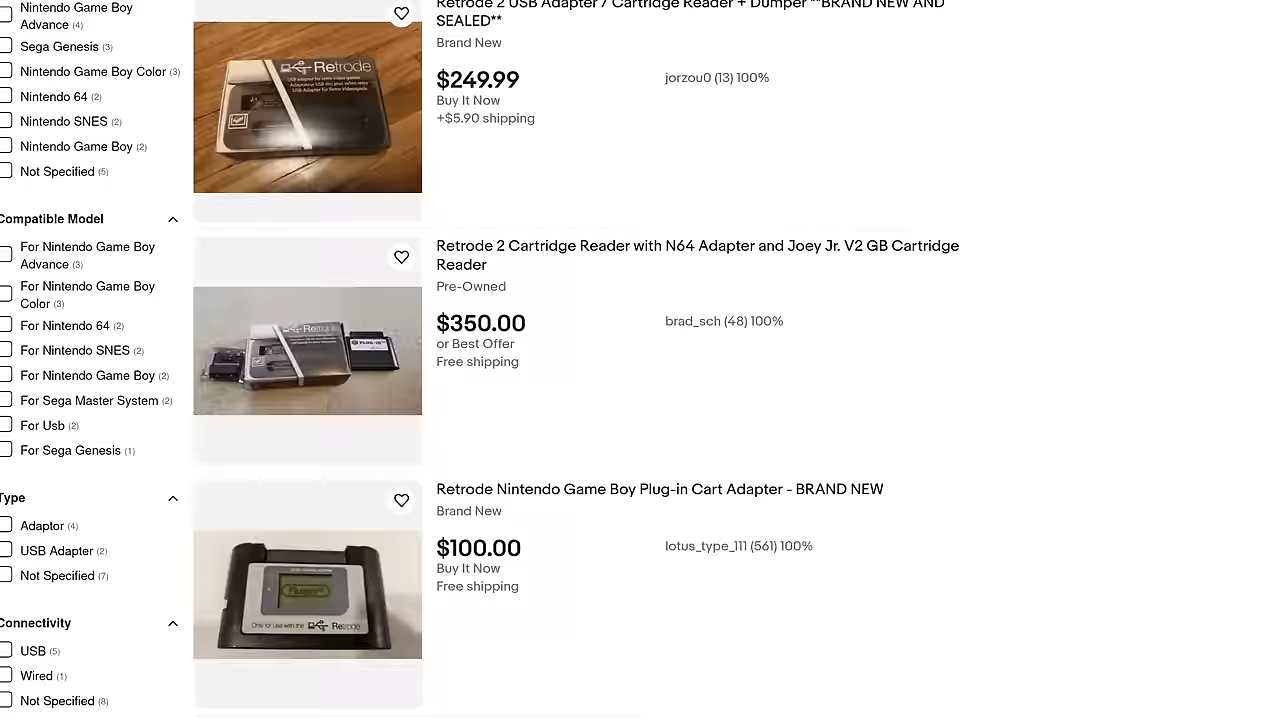 Nintendo Game Boy
Advance (4)
Sega Genesis (3)
Nintendo Game Boy Color (3)
Nintendo 64 (2)
Nintendo SNES (2)
Nintendo Game Boy (2)
Not Specified (5)
Compatible Model
For Nintendo Game Boy
Advance (3)
For Nintendo Game Boy
Color (3)
For Nintendo 64 (2)
For Nintendo SNES (2)
For Nintendo Game Boy (2)
For Sega Master System (2)
For Usb (2)
For Sega Genesis (1)
Type
Adaptor (4)
USB Adapter (2)
Not Specified (7)
Connectivity
USB (5)
Wired (1)
Not Specified (8)
Retrode
Retrode 2 USB Adapter / Cartridge Reader + Dumper **BRAND NEW AND
SEALED**
Brand New
$249.99
Buy It Now
+$5.90 shipping
jorzou0 (13) 100%
Retrode
Retrode 2 Cartridge Reader with N64 Adapter and Joey Jr. V2 GB Cartridge
Reader
Pre-Owned
$350.00
or Best Offer
Free shipping
brad_sch (48) 100%
Only for use with the Retrode
Retrode Nintendo Game Boy Plug-in Cart Adapter - BRAND NEW
Brand New
$100.00
Buy It Now
Free shipping
lotus_type_111 (561) 100%